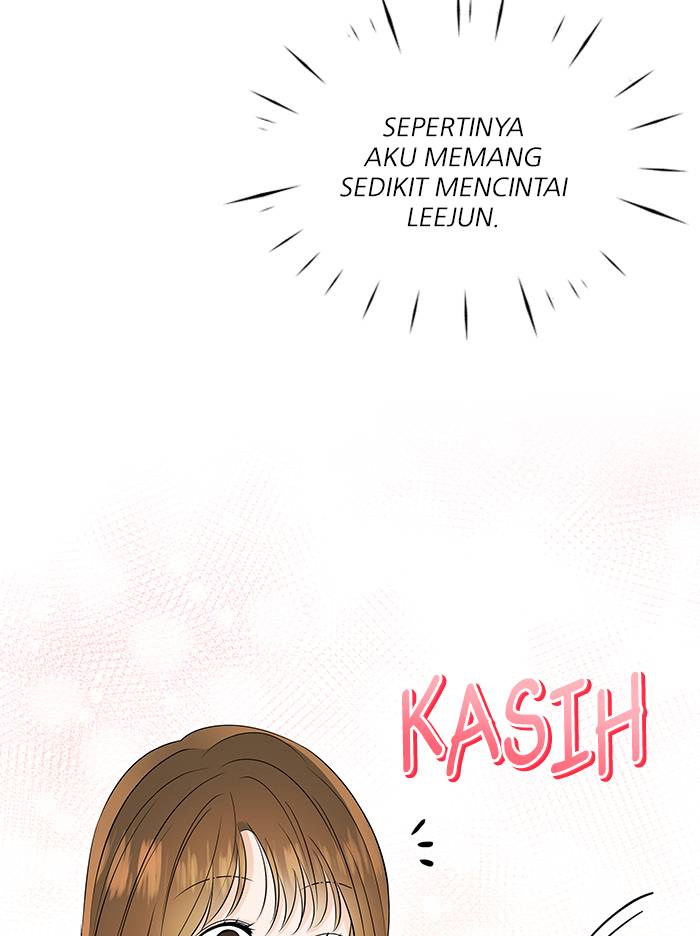 SEPERTINYA
AKU MEMANG
SEDIKIT MENCINTAI
LEEJUN.
KASIH